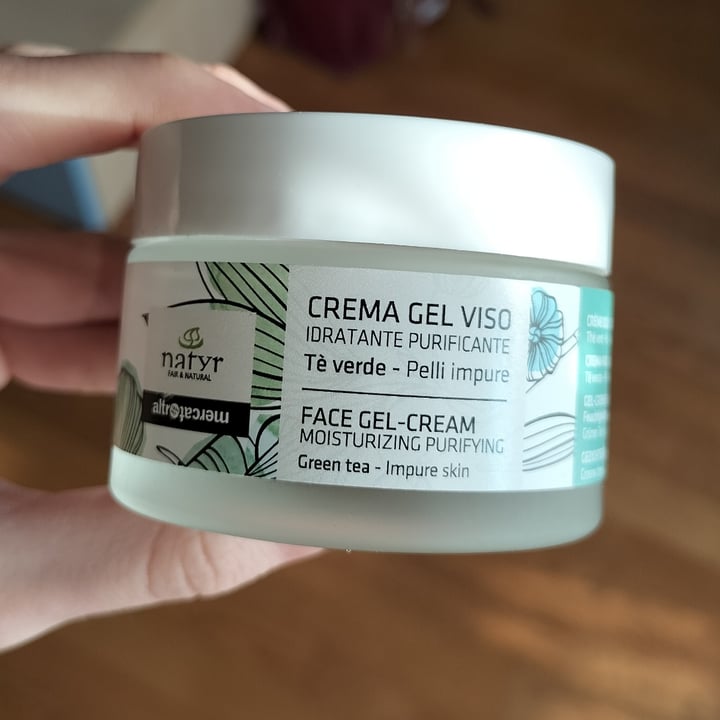 natyr
FAIR & NATURAL
altromercato
CREMA GEL VISO
IDRATANTE PURIFICANTE
Tè verde - Pelli impure
FACE GEL-CREAM
MOISTURIZING PURIFYING
Green tea - Impure skin